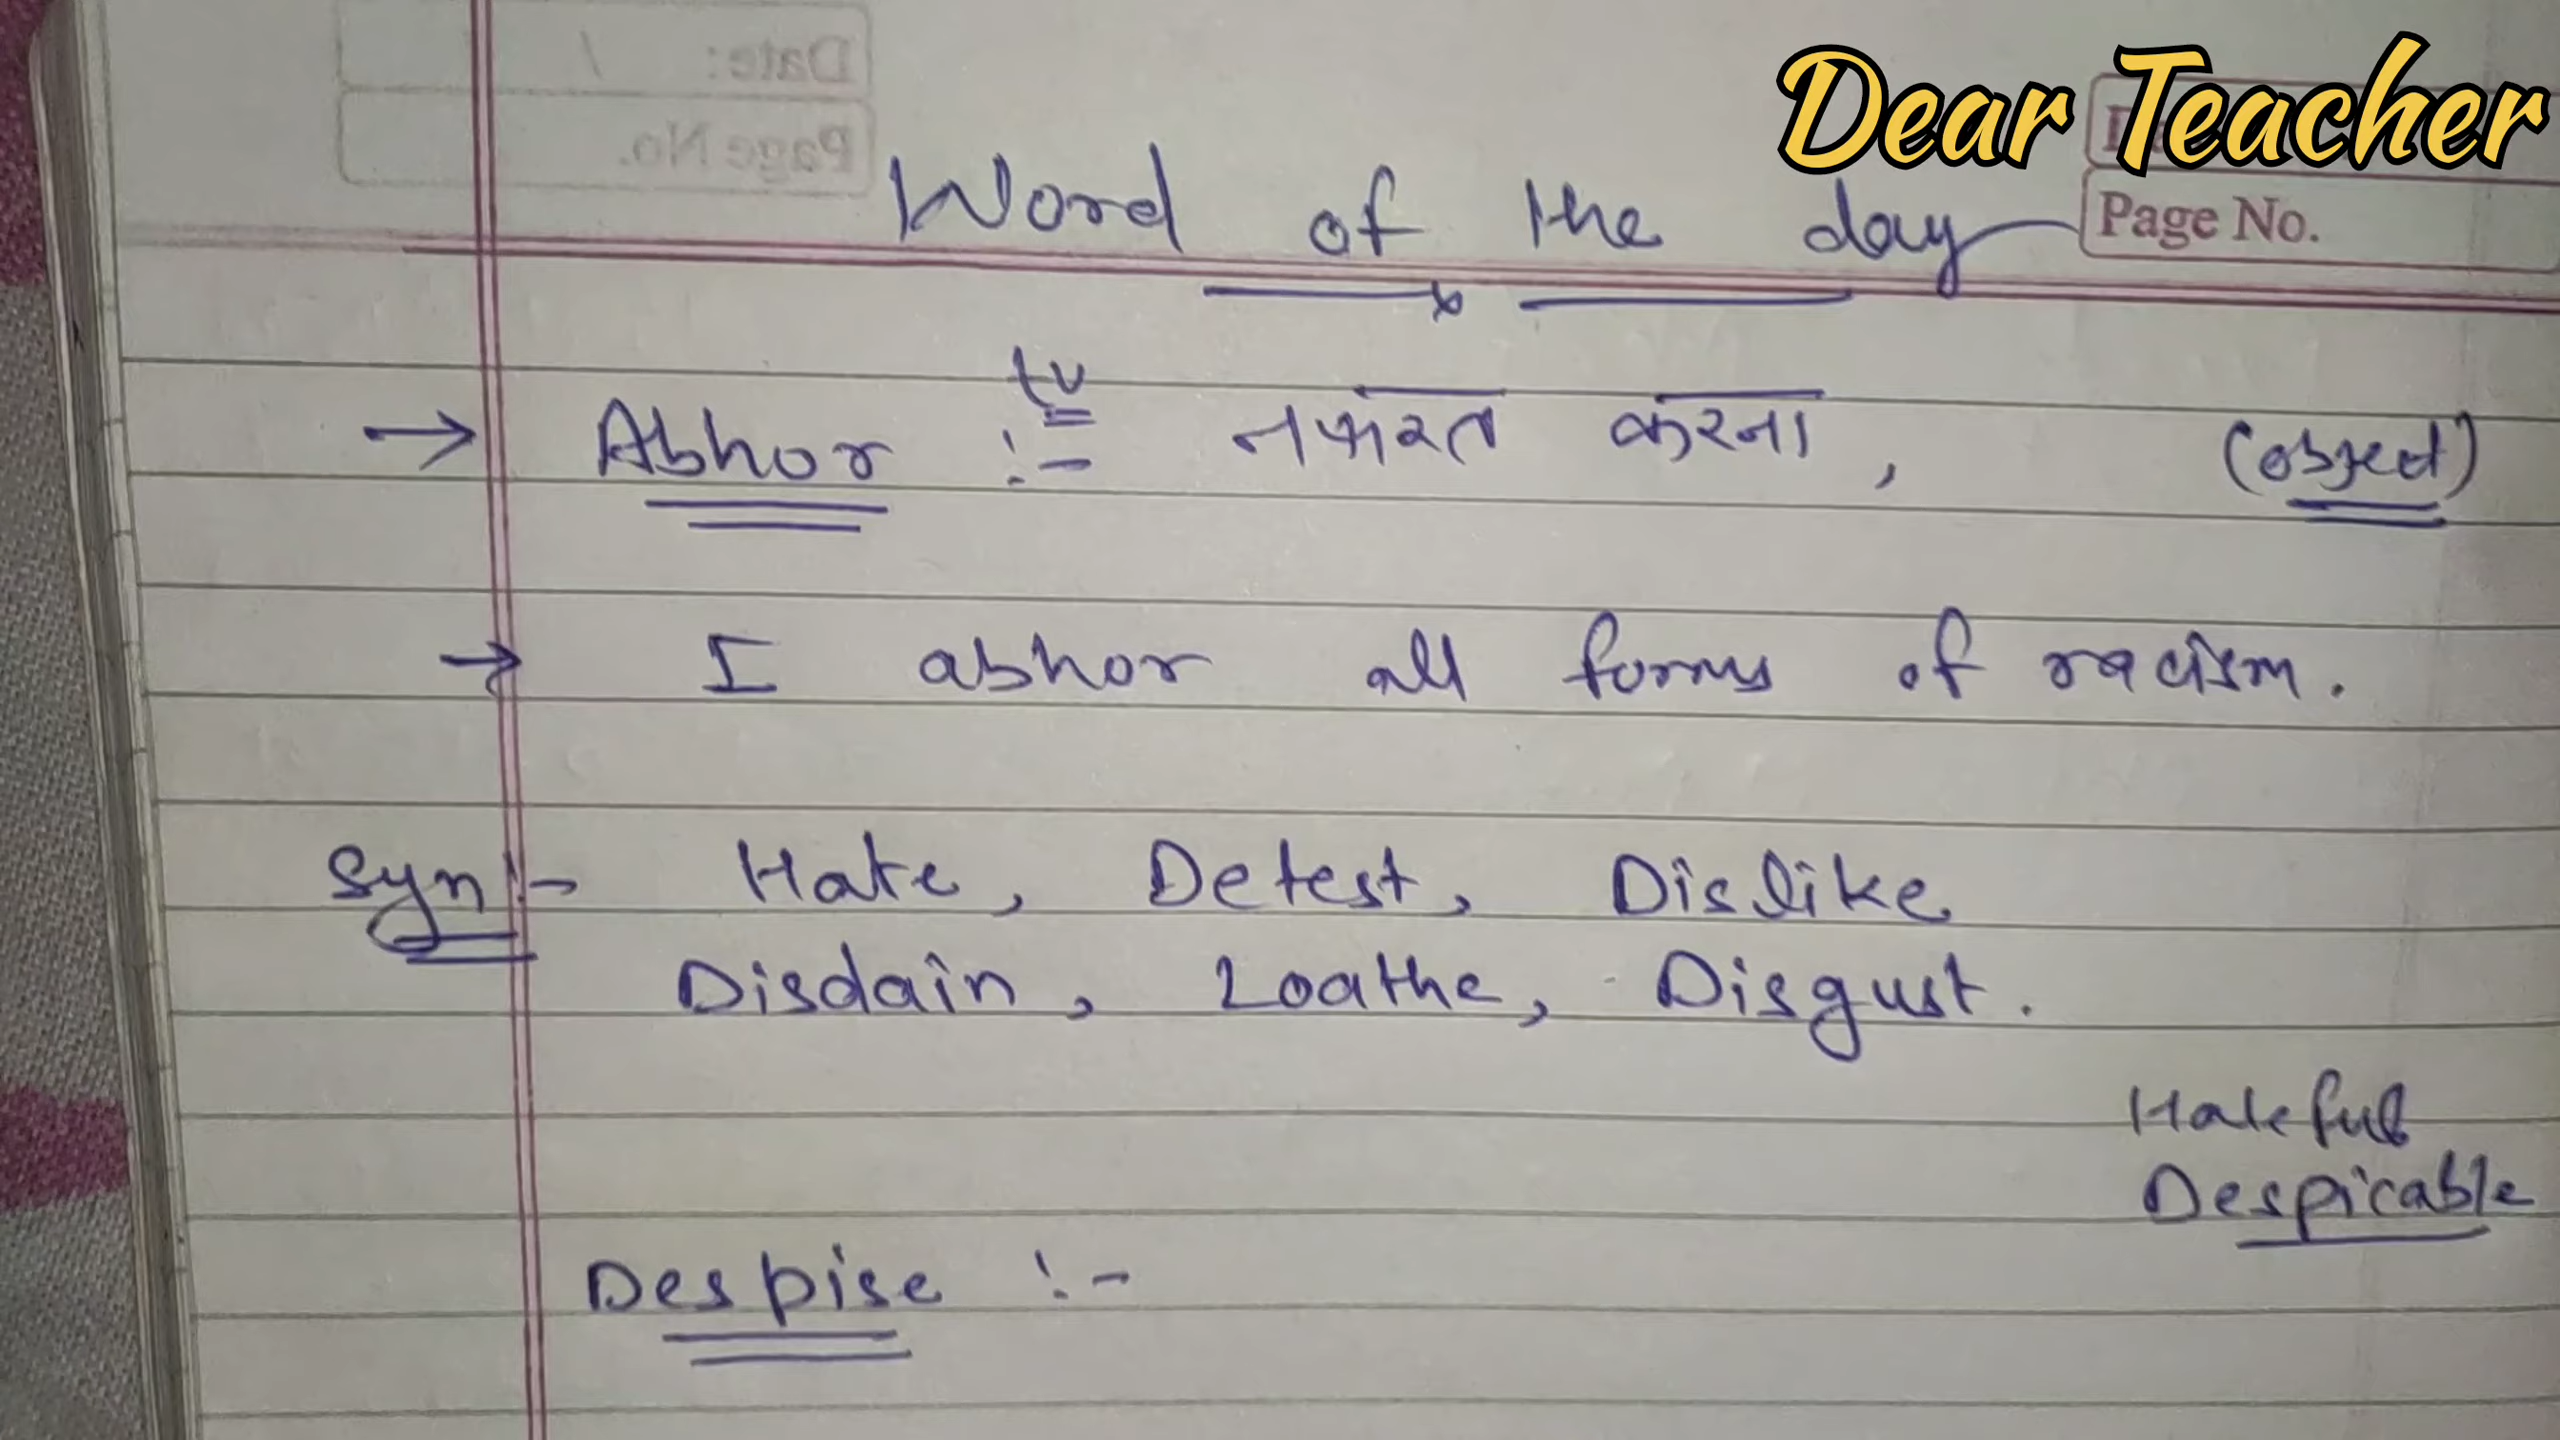 Dear Teacher
Date: /
Page No.
Page No.
Word of the day
tv
Abhor :- नफरत करना, (object)
→ I abhor all forms of racism.
Syn:- Hate, Detest, Dislike
Disdain, Loathe, Disgust.
Hateful
Despicable
Despise :-